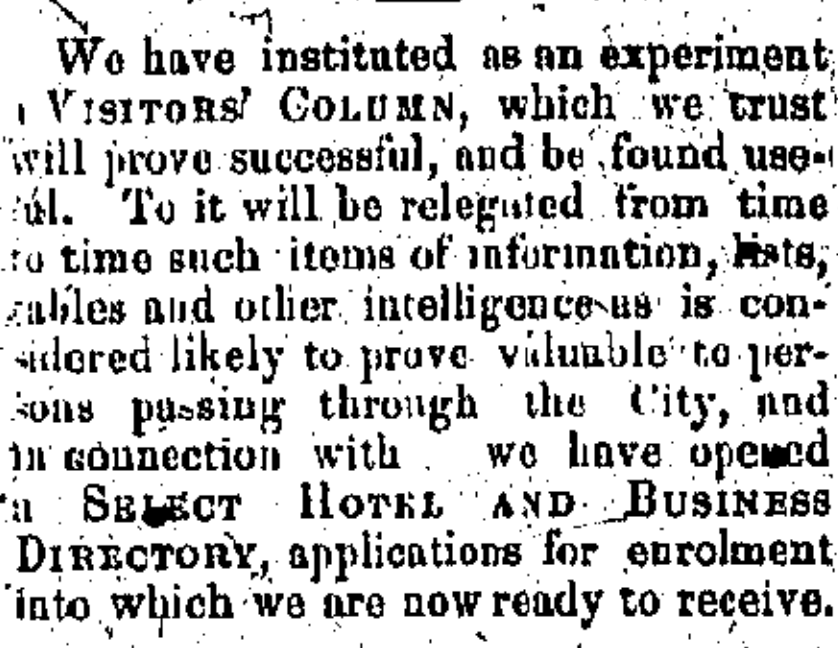 We have instituted as an experiment
a VISITORS' COLUMN, which we trust
will prove successful, and be found use-
ful. To it will be relegated from time
to time such items of information, lists,
tables and other intelligence as is con-
sidered likely to prove valuable to per-
sons passing through the City, and
in connection with we have opened
a SELECT HOTEL AND BUSINESS
DIRECTORY, applications for enrolment
into which we are now ready to receive.